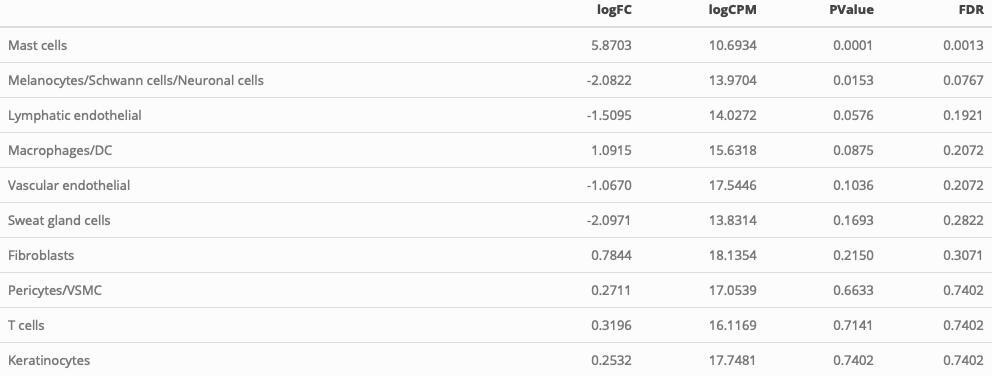 logFC logCPM PValue FDR
Mast cells 5.8703 10.6934 0.0001 0.0013
Melanocytes/Schwann cells/Neuronal cells -2.0822 13.9704 0.0153 0.0767
Lymphatic endothelial -1.5095 14.0272 0.0576 0.1921
Macrophages/DC 1.0915 15.6318 0.0875 0.2072
Vascular endothelial -1.0670 17.5446 0.1036 0.2072
Sweat gland cells -2.0971 13.8314 0.1693 0.2822
Fibroblasts 0.7844 18.1354 0.2150 0.3071
Pericytes/VSMC 0.2711 17.0539 0.6633 0.7402
T cells 0.3196 16.1169 0.7141 0.7402
Keratinocytes 0.2532 17.7481 0.7402 0.7402